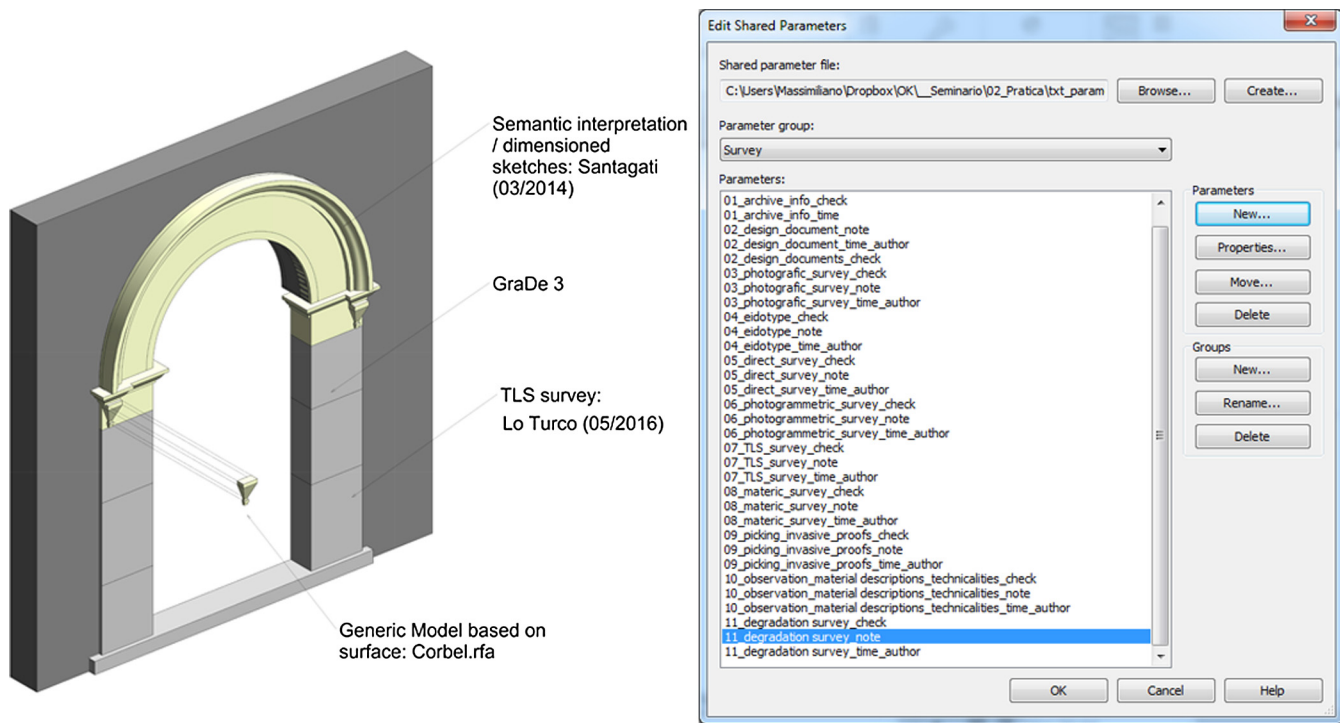 Semantic interpretation
/ dimensioned
sketches: Santagati
(03/2014)
GraDe 3
TLS survey:
Lo Turco (05/2016)
Generic Model based on
surface: Corbel.rfa
Edit Shared Parameters
Shared parameter file:
C:\Users\Massimiliano\Dropbox\OK\__Seminario\02_Pratica\txt_param
Browse...
Create...
Parameter group:
Survey
Parameters:
01_archive_info_check
01_archive_info_time
02_design_document_note
02_design_document_time_author
02_design_documents_check
03_photografic_survey_check
03_photografic_survey_note
03_photografic_survey_time_author
04_eidotype_check
04_eidotype_note
04_eidotype_time_author
05_direct_survey_check
05_direct_survey_note
05_direct_survey_time_author
06_photogrammetric_survey_check
06_photogrammetric_survey_note
06_photogrammetric_survey_time_author
07_TLS_survey_check
07_TLS_survey_note
07_TLS_survey_time_author
08_materic_survey_check
08_materic_survey_note
08_materic_survey_time_author
09_picking_invasive_proofs_check
09_picking_invasive_proofs_note
09_picking_invasive_proofs_time_author
10_observation_material descriptions_technicalities_check
10_observation_material descriptions_technicalities_note
10_observation_material descriptions_technicalities_time_author
11_degradation survey_check
11_degradation survey_note
11_degradation survey_time_author
Parameters
New...
Properties...
Move...
Delete
Groups
New...
Rename...
Delete
OK
Cancel
Help